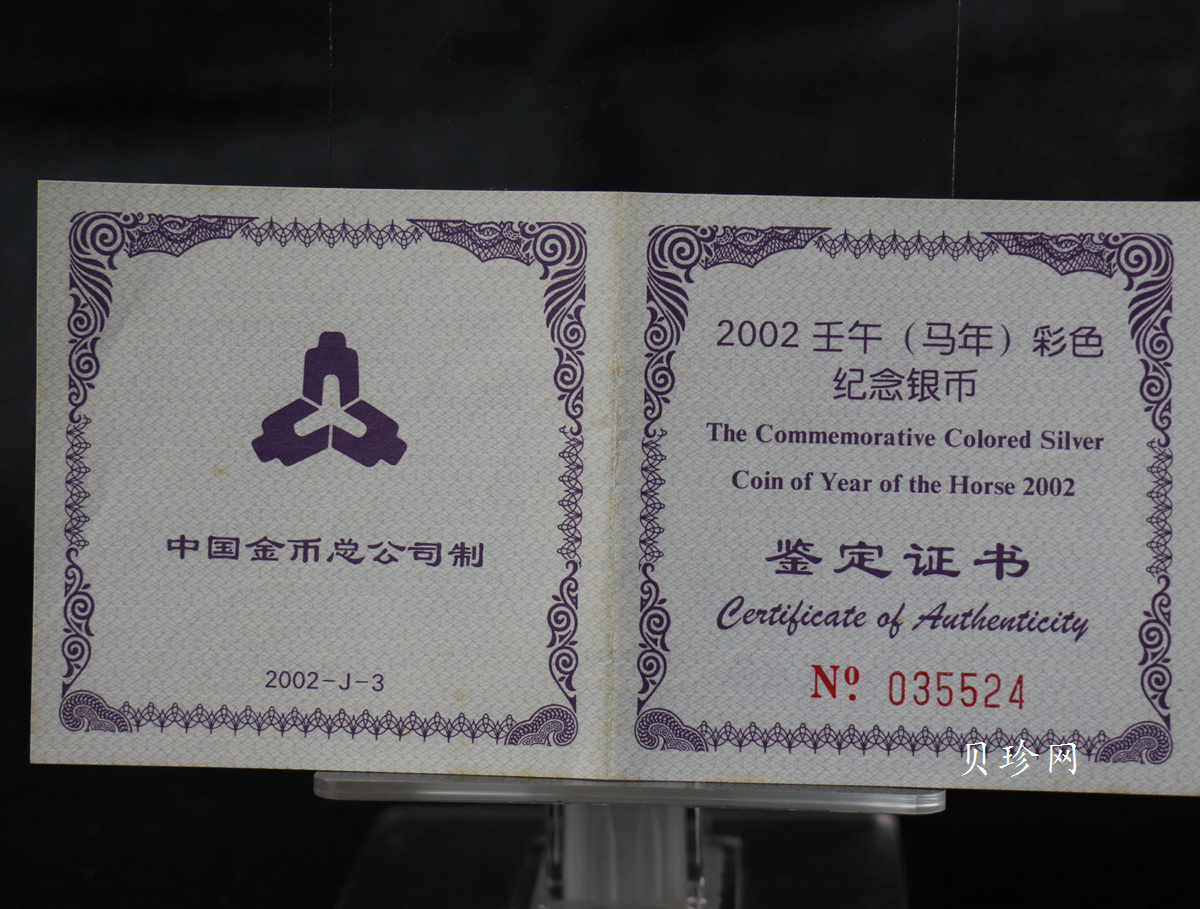 中国金币总公司制
2002-J-3
2002 壬午（马年）彩色
纪念银币
The Commemorative Colored Silver
Coin of Year of the Horse 2002
鉴定证书
Certificate of Authenticity
Nº 035524
贝珍网